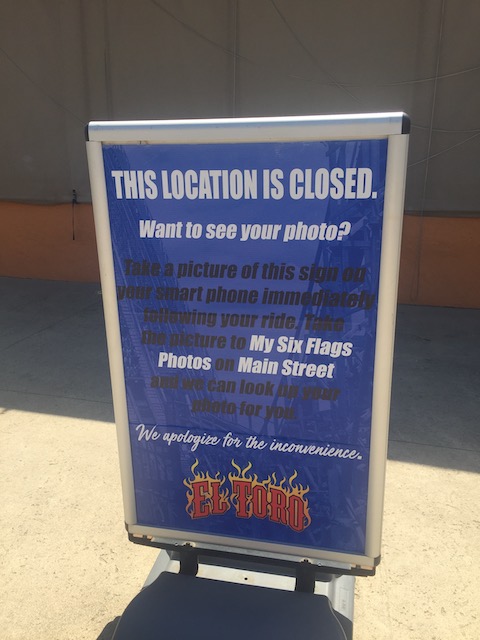 THIS LOCATION IS CLOSED.
Want to see your photo?
Take a picture of this sign on
your smart phone immediately
following your ride. Take
the picture to My Six Flags
Photos on Main Street
and we can look up your
photo for you.
We apologize for the inconvenience.
EL TORO